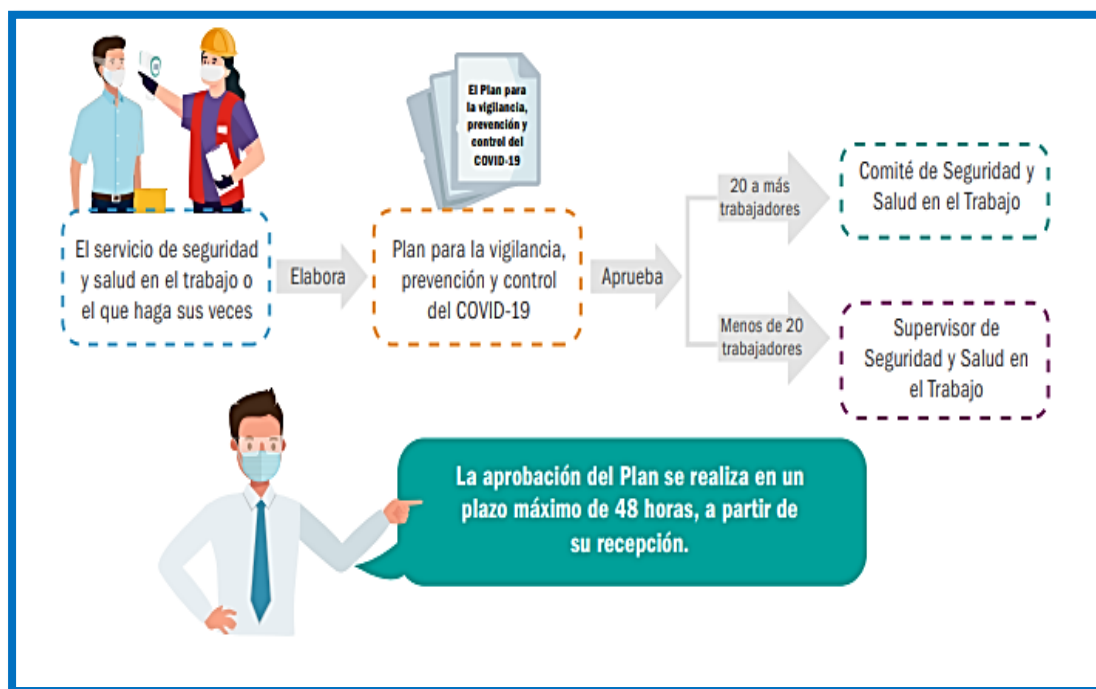 El Plan para
la vigilancia,
prevención y
control del
COVID-19
El servicio de seguridad
y salud en el trabajo o
el que haga sus veces
Elabora
Plan para la vigilancia,
prevención y control
del COVID-19
Aprueba
20 a más
trabajadores
Comité de Seguridad y
Salud en el Trabajo
Menos de 20
trabajadores
Supervisor de
Seguridad y Salud en
el Trabajo
La aprobación del Plan se realiza en un
plazo máximo de 48 horas, a partir de
su recepción.